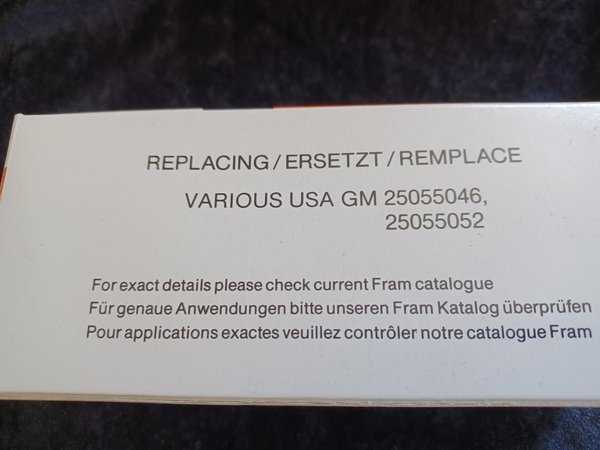 REPLACING / ERSETZT / REMPLACE
VARIOUS USA GM 25055046,
25055052
For exact details please check current Fram catalogue
Für genaue Anwendungen bitte unseren Fram Katalog überprüfen
Pour applications exactes veuillez contrôler notre catalogue Fram